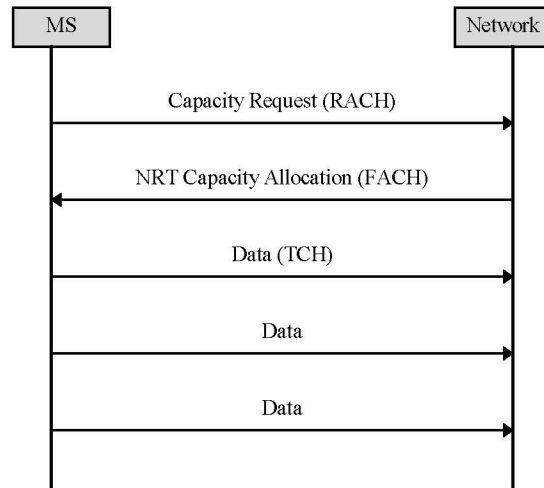 MS
Network
Capacity Request (RACH)
NRT Capacity Allocation (FACH)
Data (TCH)
Data
Data